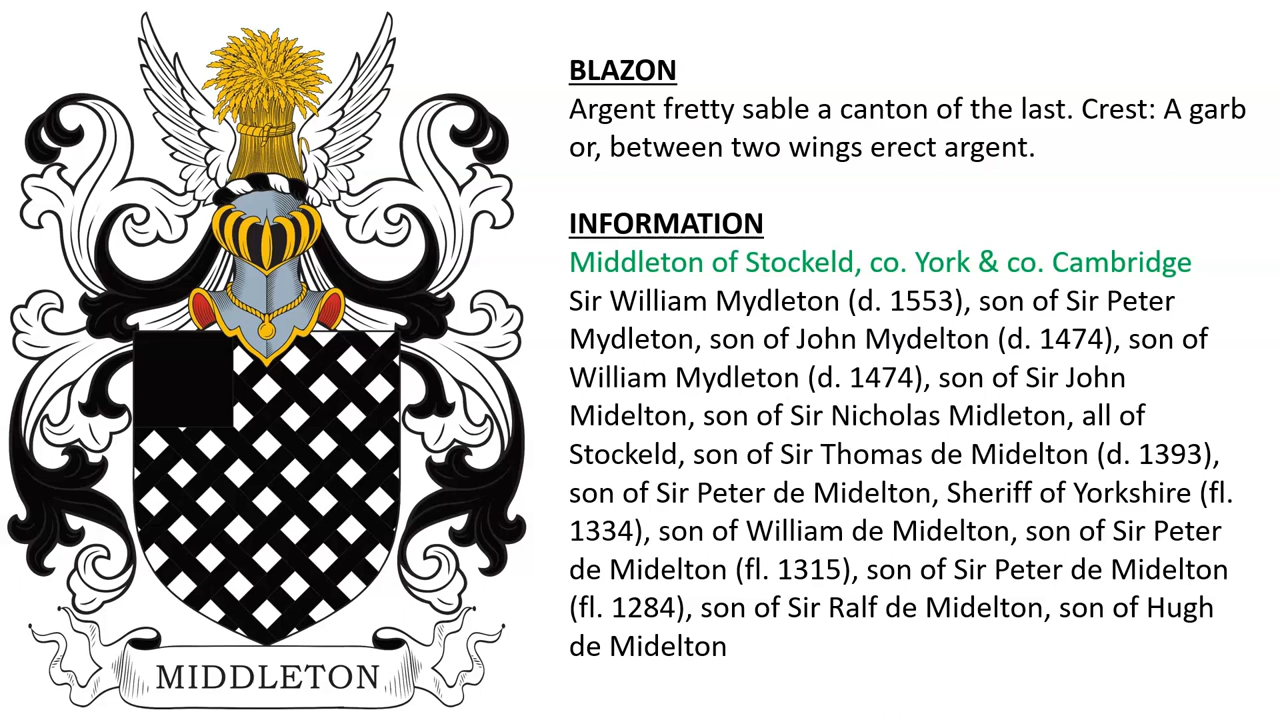 BLAZON
Argent fretty sable a canton of the last. Crest: A garb
or, between two wings erect argent.
INFORMATION
Middleton of Stockeld, co. York & co. Cambridge
Sir William Mydleton (d. 1553), son of Sir Peter
Mydleton, son of John Mydelton (d. 1474), son of
William Mydleton (d. 1474), son of Sir John
Midelton, son of Sir Nicholas Midleton, all of
Stockeld, son of Sir Thomas de Midelton (d. 1393),
son of Sir Peter de Midelton, Sheriff of Yorkshire (fl.
1334), son of William de Midelton, son of Sir Peter
de Midelton (fl. 1315), son of Sir Peter de Midelton
(fl. 1284), son of Sir Ralf de Midelton, son of Hugh
de Midelton
MIDDLETON